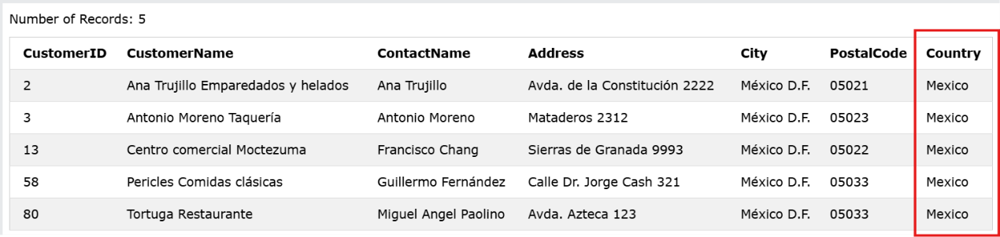 Number of Records: 5
CustomerID CustomerName ContactName Address City PostalCode Country
2 Ana Trujillo Emparedados y helados Ana Trujillo Avda. de la Constitución 2222 México D.F. 05021 Mexico
3 Antonio Moreno Taquería Antonio Moreno Mataderos 2312 México D.F. 05023 Mexico
13 Centro comercial Moctezuma Francisco Chang Sierras de Granada 9993 México D.F. 05022 Mexico
58 Pericles Comidas clásicas Guillermo Fernández Calle Dr. Jorge Cash 321 México D.F. 05033 Mexico
80 Tortuga Restaurante Miguel Angel Paolino Avda. Azteca 123 México D.F. 05033 Mexico